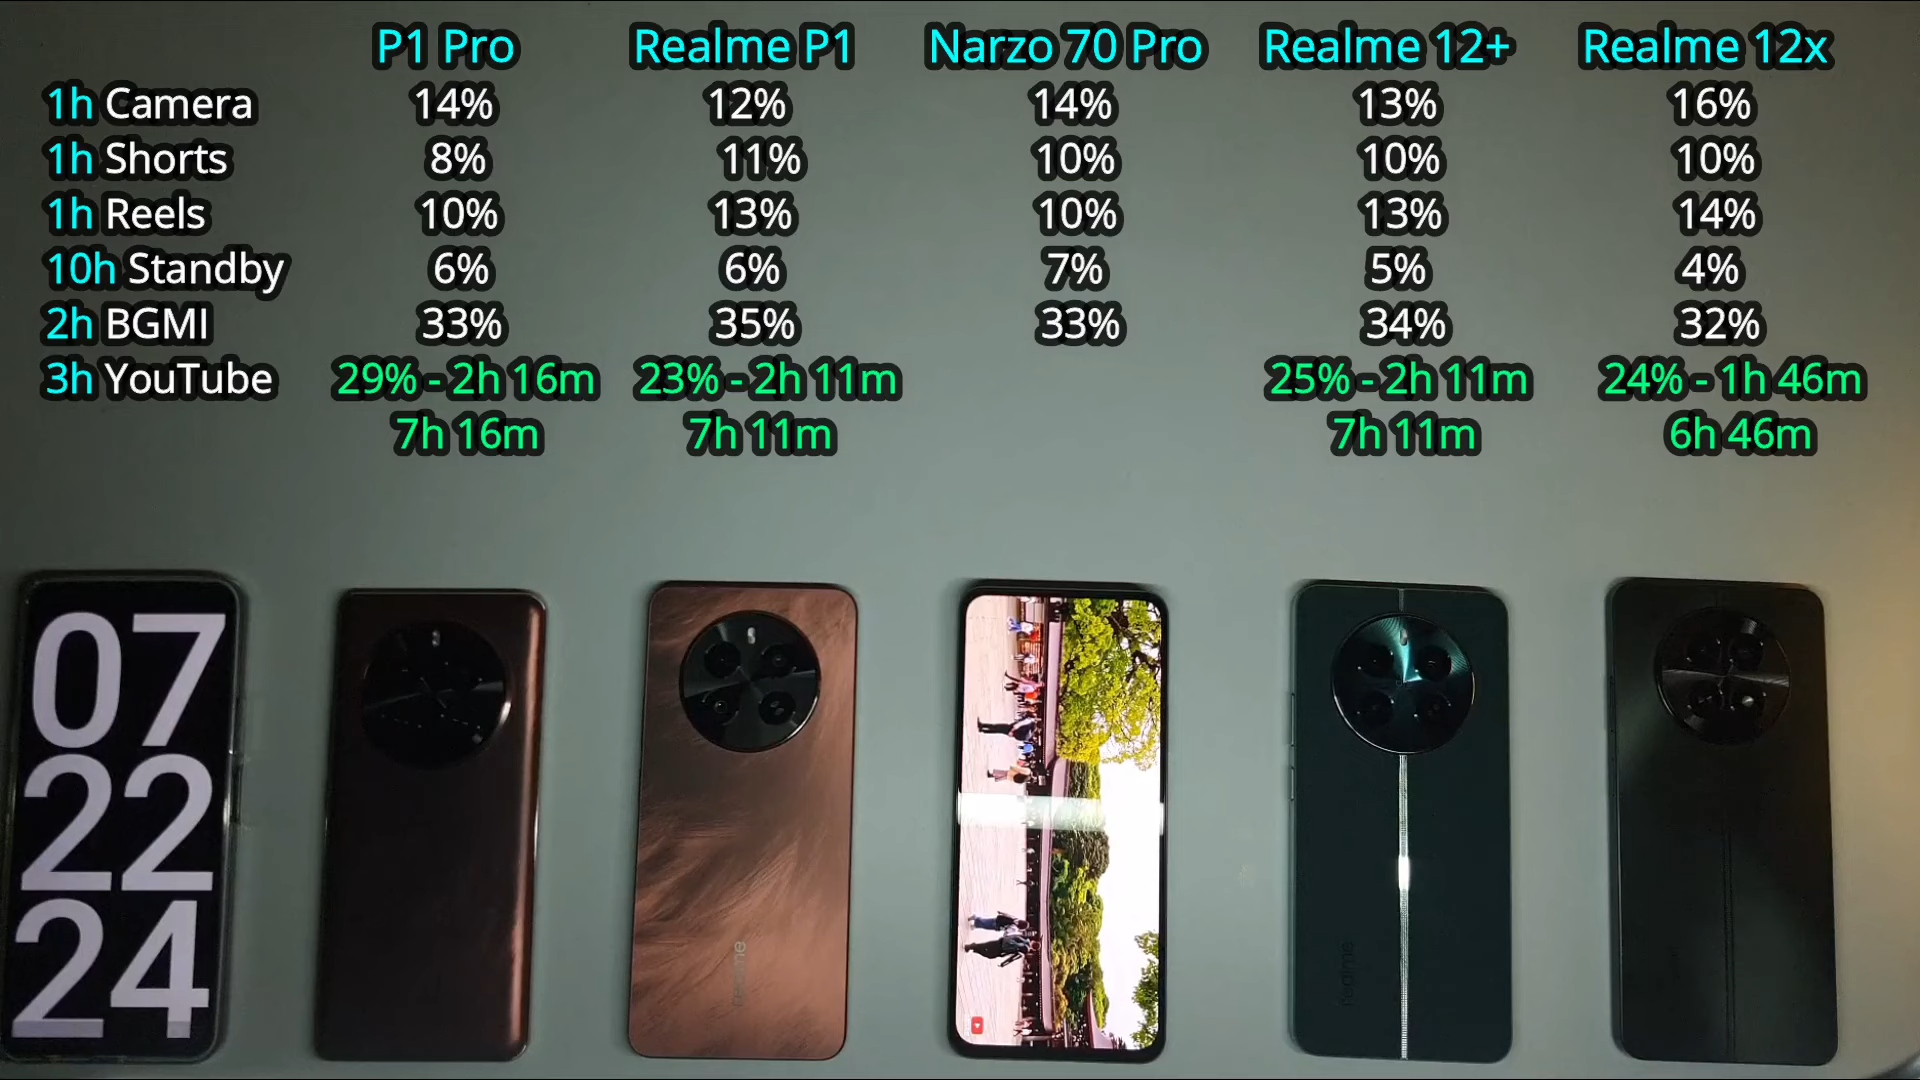 P1 Pro Realme P1 Narzo 70 Pro Realme 12+ Realme 12x
1h Camera 14% 12% 14% 13% 16%
1h Shorts 8% 11% 10% 10% 10%
1h Reels 10% 13% 10% 13% 14%
10h Standby 6% 6% 7% 5% 4%
2h BGMI 33% 35% 33% 34% 32%
3h YouTube 29% - 2h 16m 23% - 2h 11m 25% - 2h 11m 24% - 1h 46m
7h 16m 7h 11m 7h 11m 6h 46m
07
22
24
realme
realme